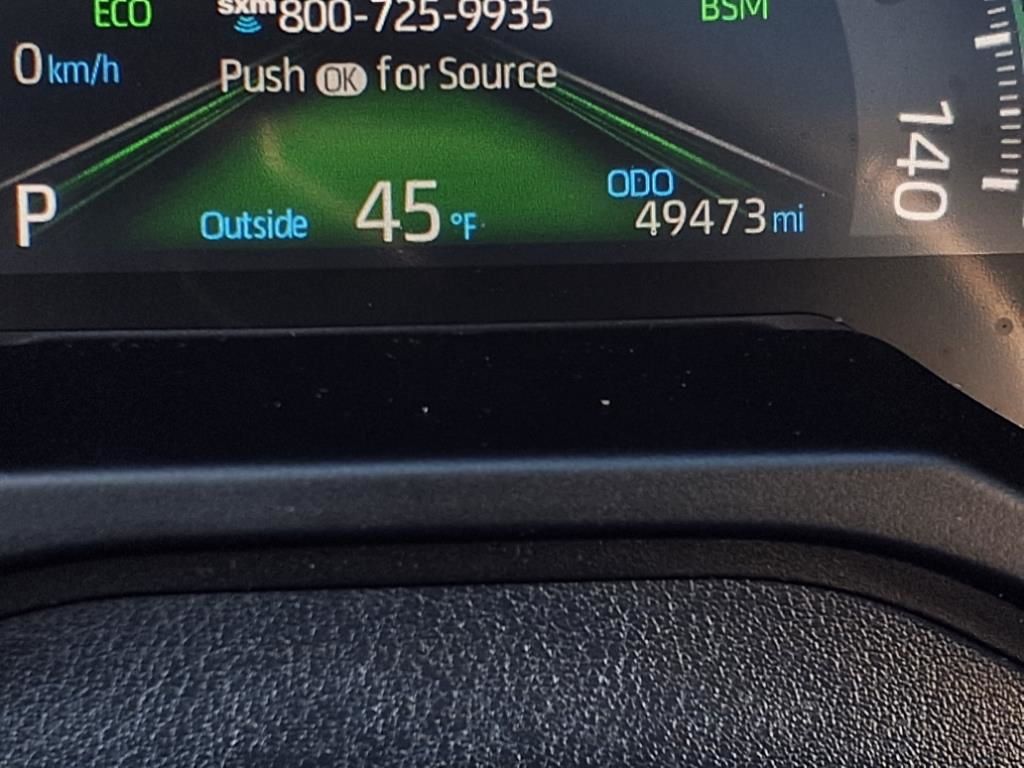 ECO
sxm 800-725-9935
BSM
0 km/h
Push OK for Source
140
P
Outside 45 °F
ODO
49473 mi